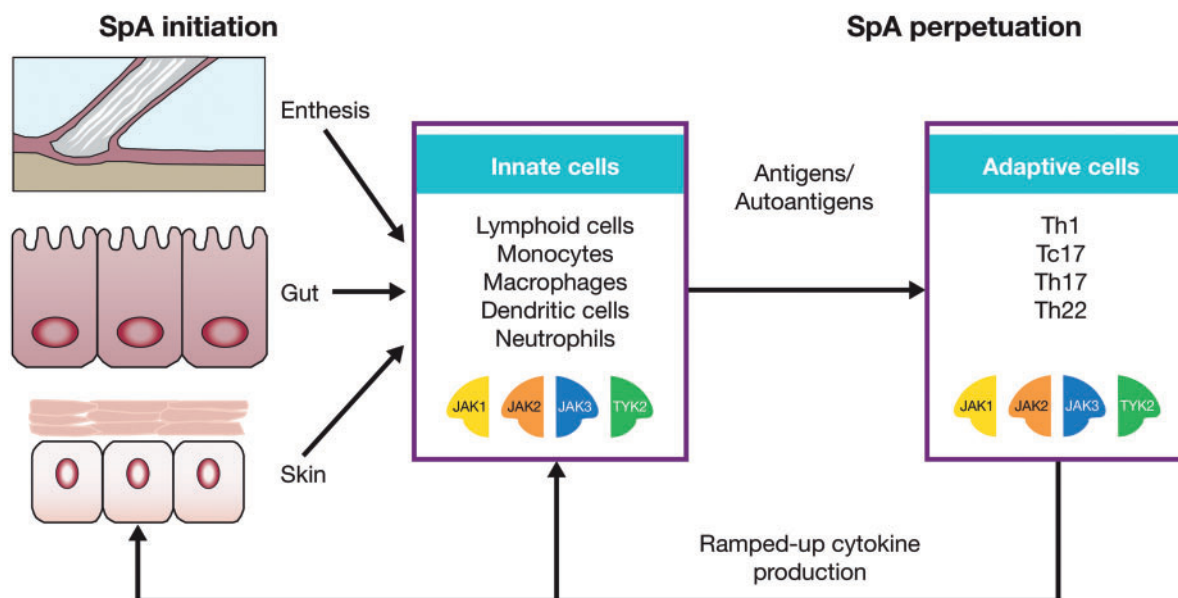 SpA initiation
SpA perpetuation
Enthesis
Gut
Skin
Innate cells
Lymphoid cells
Monocytes
Macrophages
Dendritic cells
Neutrophils
JAK1
JAK2
JAK3
TYK2
Antigens/
Autoantigens
Adaptive cells
Th1
Tc17
Th17
Th22
JAK1
JAK2
JAK3
TYK2
Ramped-up cytokine
production